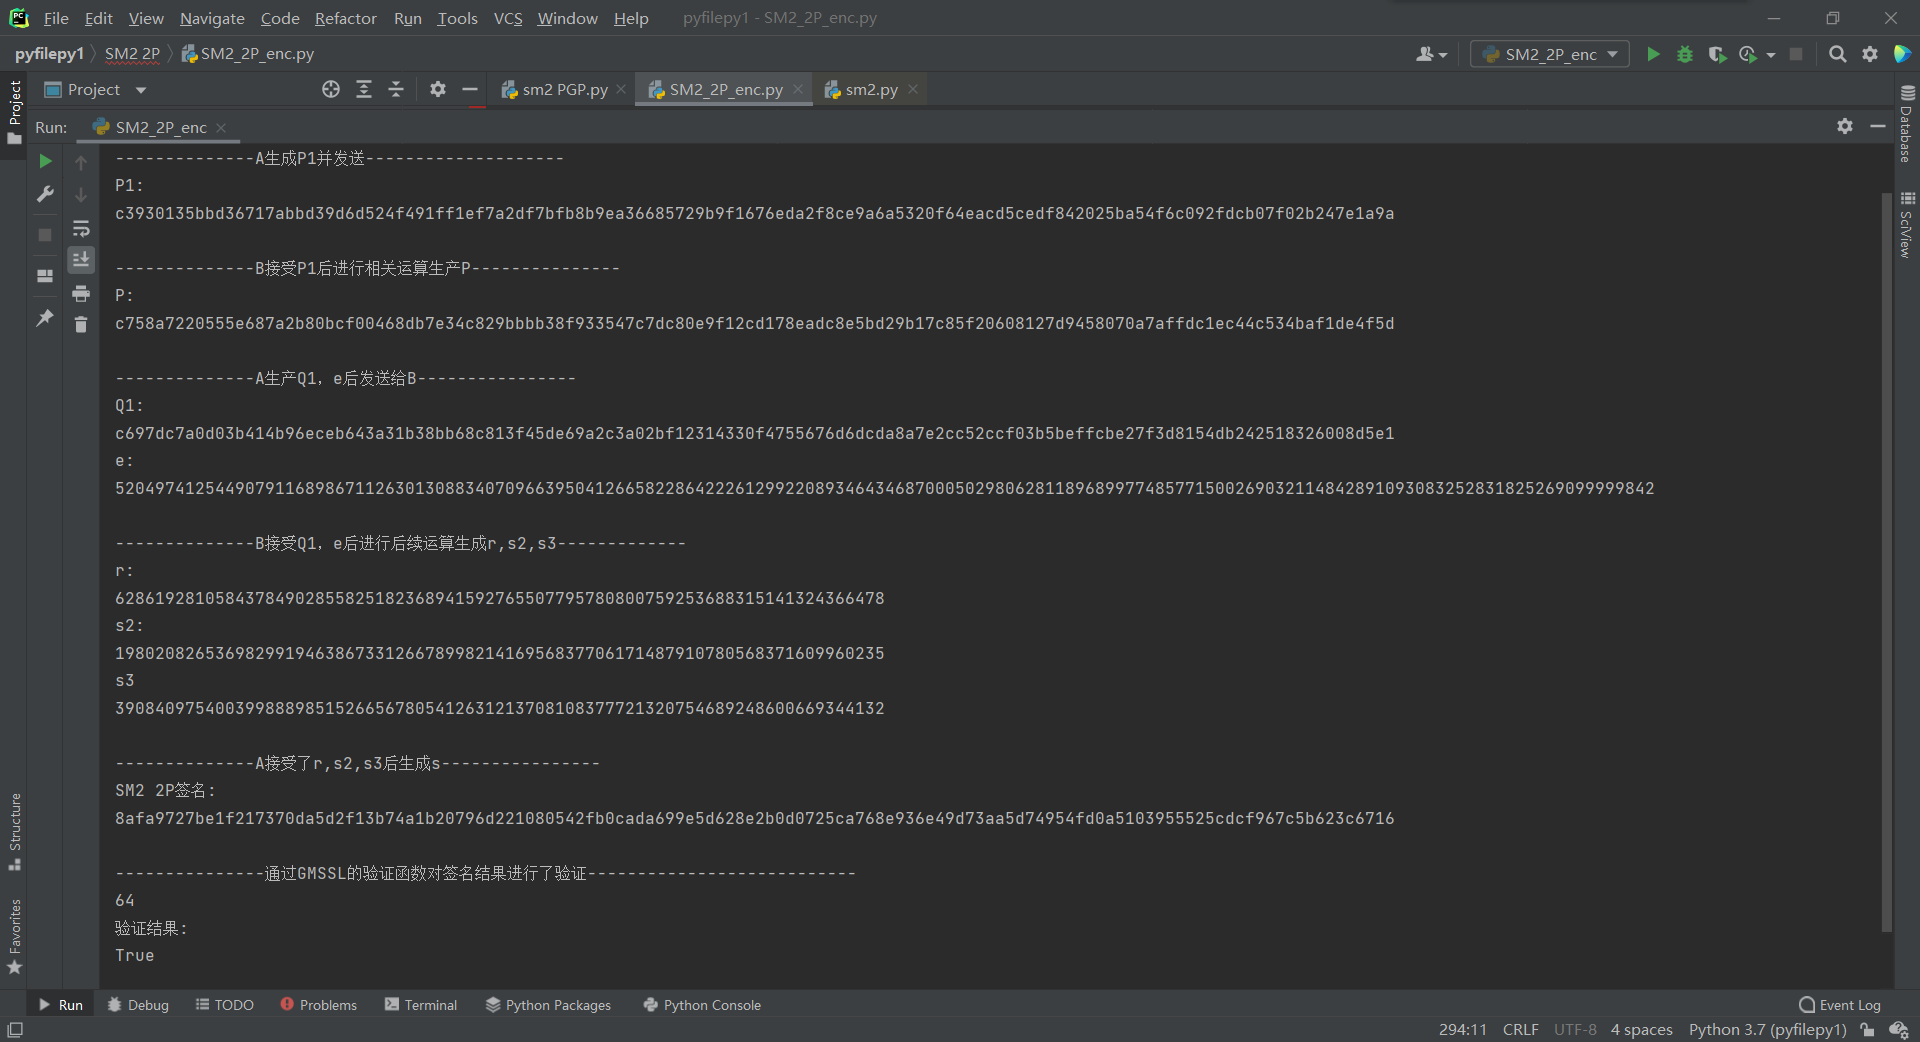 File Edit View Navigate Code Refactor Run Tools VCS Window Help pyfilepy1 - SM2_2P_enc.py
pyfilepy1 SM2 2P SM2_2P_enc.py
SM2_2P_enc
Project
Project
sm2 PGP.py
SM2_2P_enc.py
sm2.py
Run: SM2_2P_enc
--------------A生成P1并发送--------------------
P1:
c3930135bbd36717abbd39d6d524f491ff1ef7a2df7bfb8b9ea36685729b9f1676eda2f8ce9a6a5320f64eacd5cedf842025ba54f6c092fdcb07f02b247e1a9a
--------------B接受P1后进行相关运算生产P---------------
P:
c758a7220555e687a2b80bcf00468db7e34c829bbbb38f933547c7dc80e9f12cd178eadc8e5bd29b17c85f20608127d9458070a7affdc1ec44c534baf1de4f5d
--------------A生产Q1，e后发送给B----------------
Q1:
c697dc7a0d03b414b96eceb643a31b38bb68c813f45de69a2c3a02bf12314330f4755676d6dcda8a7e2cc52ccf03b5beffcbe27f3d8154db242518326008d5e1
e:
5204974125449079116898671126301308834070966395041266582286422261299220893464346870005029806281189689977485771500269032114842891093083252831825269099999842
--------------B接受Q1，e后进行后续运算生成r,s2,s3-------------
r:
62861928105843784902855825182368941592765507795780800759253688315141324366478
s2:
19802082653698299194638673312667899821416956837706171487910780568371609960235
s3
39084097540039988898515266567805412631213708108377721320754689248600669344132
--------------A接受了r,s2,s3后生成s----------------
SM2 2P签名:
8afa9727be1f217370da5d2f13b74a1b20796d221080542fb0cada699e5d628e2b0d0725ca768e936e49d73aa5d74954fd0a5103955525cdcf967c5b623c6716
---------------通过GMSSL的验证函数对签名结果进行了验证---------------------------
64
验证结果:
True
Database
SciView
Structure
Favorites
Run Debug TODO Problems Terminal Python Packages Python Console Event Log
294:11 CRLF UTF-8 4 spaces Python 3.7 (pyfilepy1)